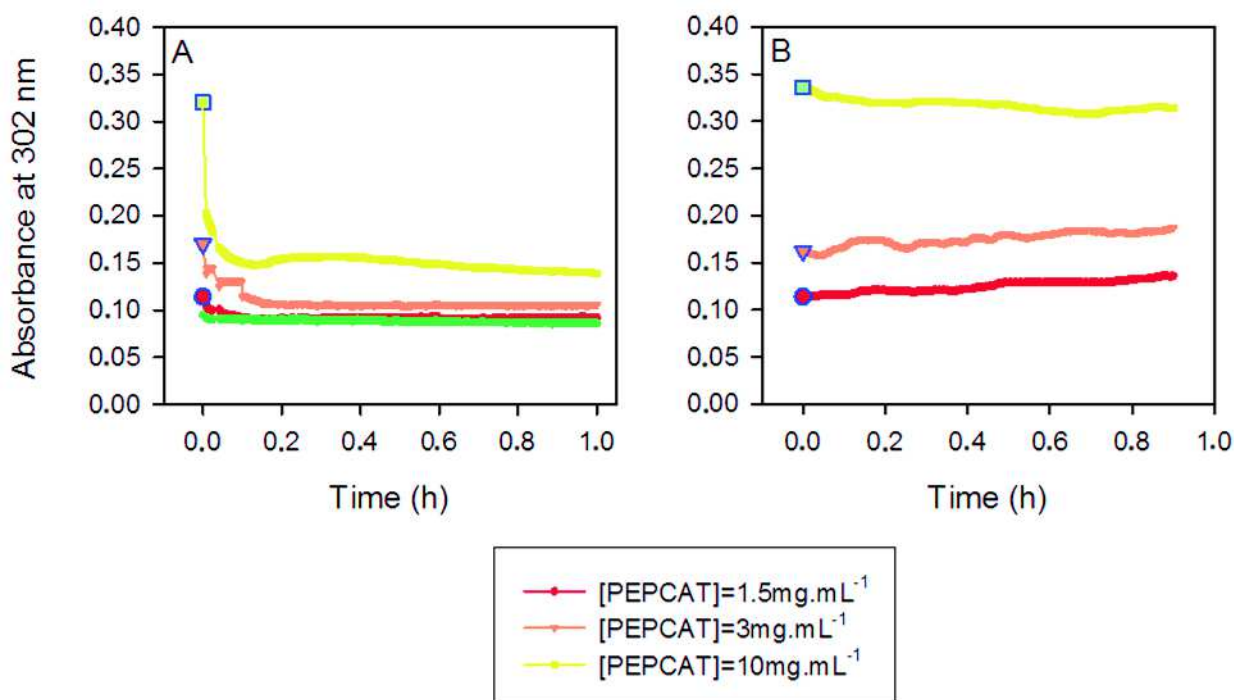 Absorbance at 302 nm
A
0.40
0.35
0.30
0.25
0.20
0.15
0.10
0.05
0.00
0.0 0.2 0.4 0.6 0.8 1.0
Time (h)
B
0.40
0.35
0.30
0.25
0.20
0.15
0.10
0.05
0.00
0.0 0.2 0.4 0.6 0.8 1.0
Time (h)
[PEPCAT]=1.5mg.mL⁻¹
[PEPCAT]=3mg.mL⁻¹
[PEPCAT]=10mg.mL⁻¹